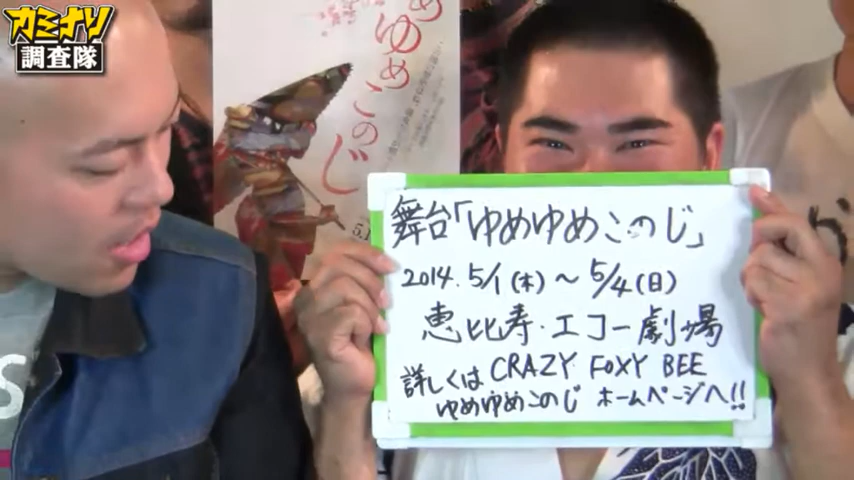 カミナリ
調査隊
めゆめこのじ
5.1
舞台「ゆめゆめこのじ」
2014.5/1(木)～5/4(日)
恵比寿・エコー劇場
詳しくは CRAZY FOXY BEE
ゆめゆめこのじ ホームページへ!!
S